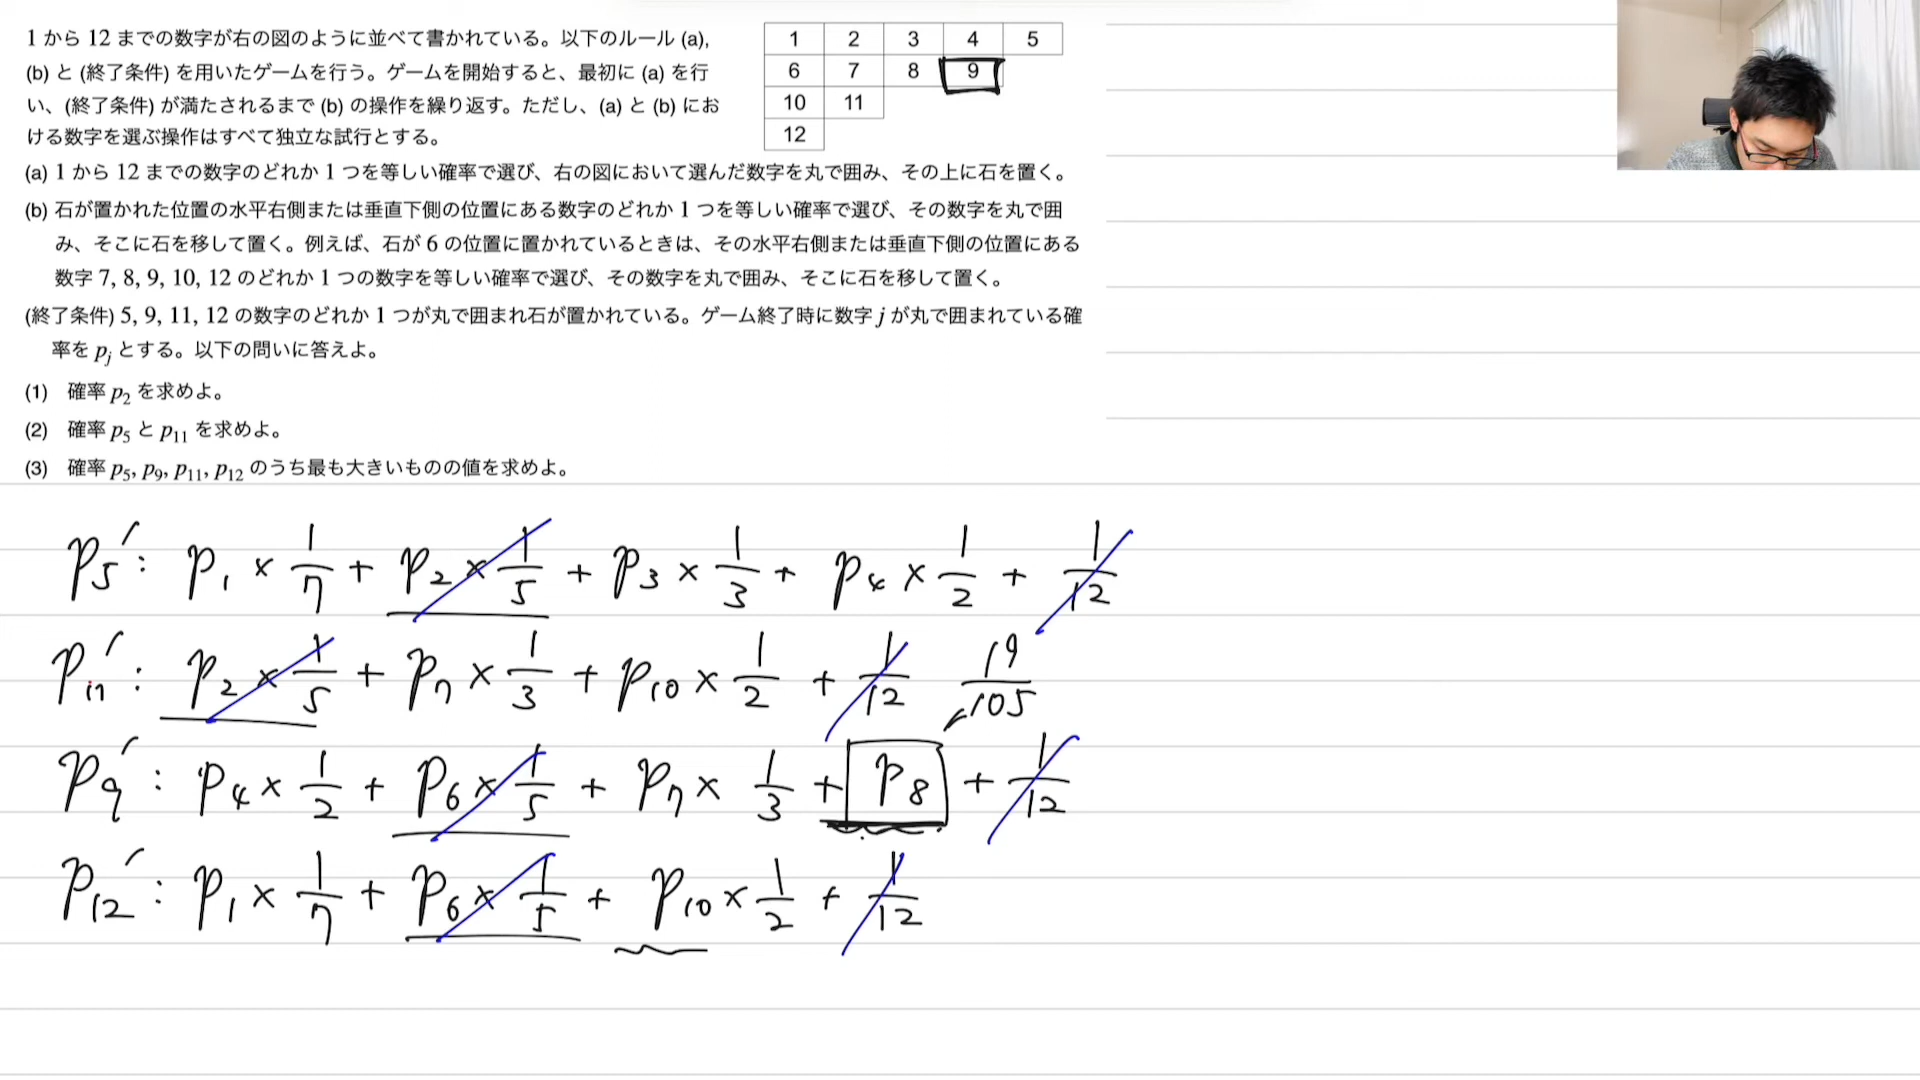 1 から 12 までの数字が右の図のように並べて書かれている。以下のルール (a),
(b) と (終了条件) を用いたゲームを行う。ゲームを開始すると、最初に (a) を行
い、(終了条件) が満たされるまで (b) の操作を繰り返す。ただし、(a) と (b) にお
ける数字を選ぶ操作はすべて独立な試行とする。
1 2 3 4 5
6 7 8 9
10 11
12
(a) 1 から 12 までの数字のどれか 1 つを等しい確率で選び、右の図において選んだ数字を丸で囲み、その上に石を置く。
(b) 石が置かれた位置の水平右側または垂直下側の位置にある数字のどれか 1 つを等しい確率で選び、その数字を丸で囲
み、そこに石を移して置く。例えば、石が 6 の位置に置かれているときは、その水平右側または垂直下側の位置にある
数字 7, 8, 9, 10, 12 のどれか 1 つの数字を等しい確率で選び、その数字を丸で囲み、そこに石を移して置く。
(終了条件) 5, 9, 11, 12 の数字のどれか 1 つが丸で囲まれ石が置かれている。ゲーム終了時に数字 j が丸で囲まれている確
率を p_j とする。以下の問いに答えよ。
(1) 確率 p_2 を求めよ。
(2) 確率 p_5 と p_11 を求めよ。
(3) 確率 p_5, p_9, p_11, p_12 のうち最も大きいものの値を求めよ。
p_5′: p_1 × 1/7 + p_2 × 1/5 + p_3 × 1/3 + p_4 × 1/2 + 1/12
p_11′: p_2 × 1/5 + p_7 × 1/3 + p_10 × 1/2 + 1/12 19/105
p_9′: p_4 × 1/2 + p_6 × 1/5 + p_7 × 1/3 + p_8 + 1/12
p_12′: p_1 × 1/7 + p_6 × 1/5 + p_10 × 1/2 + 1/12